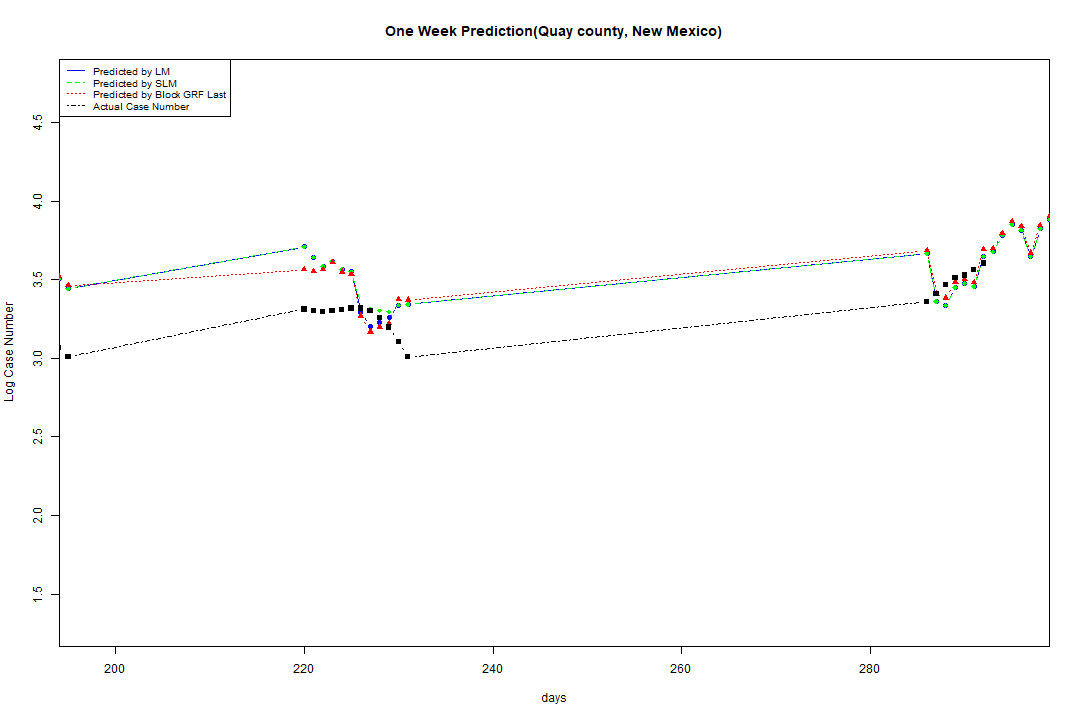 One Week Prediction(Quay county, New Mexico)
Predicted by LM
Predicted by SLM
Predicted by Block GRF Last
Actual Case Number
4.5
4.0
3.5
3.0
2.5
2.0
1.5
Log Case Number
200
220
240
260
280
days